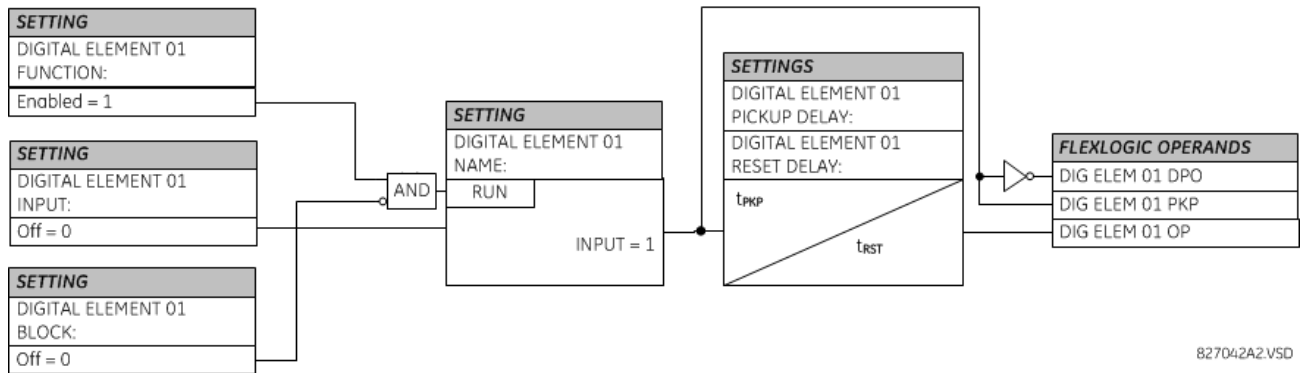 SETTING
DIGITAL ELEMENT 01
FUNCTION:
Enabled = 1
SETTING
DIGITAL ELEMENT 01
INPUT:
Off = 0
SETTING
DIGITAL ELEMENT 01
BLOCK:
Off = 0
AND
SETTING
DIGITAL ELEMENT 01
NAME:
RUN
INPUT = 1
SETTINGS
DIGITAL ELEMENT 01
PICKUP DELAY:
DIGITAL ELEMENT 01
RESET DELAY:
tPKP
tRST
FLEXLOGIC OPERANDS
DIG ELEM 01 DPO
DIG ELEM 01 PKP
DIG ELEM 01 OP
827042A2.VSD